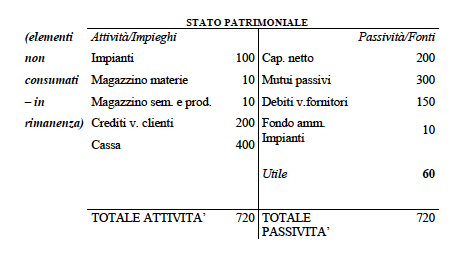 STATO PATRIMONIALE
(elementi Attività/Impieghi Passività/Fonti
non Impianti 100 Cap. netto 200
consumati Magazzino materie 10 Mutui passivi 300
– in Magazzino sem. e prod. 10 Debiti v.fornitori 150
rimanenza) Crediti v. clienti 200 Fondo amm. Impianti 10
Cassa 400
Utile 60
TOTALE ATTIVITA’ 720 TOTALE PASSIVITA’ 720